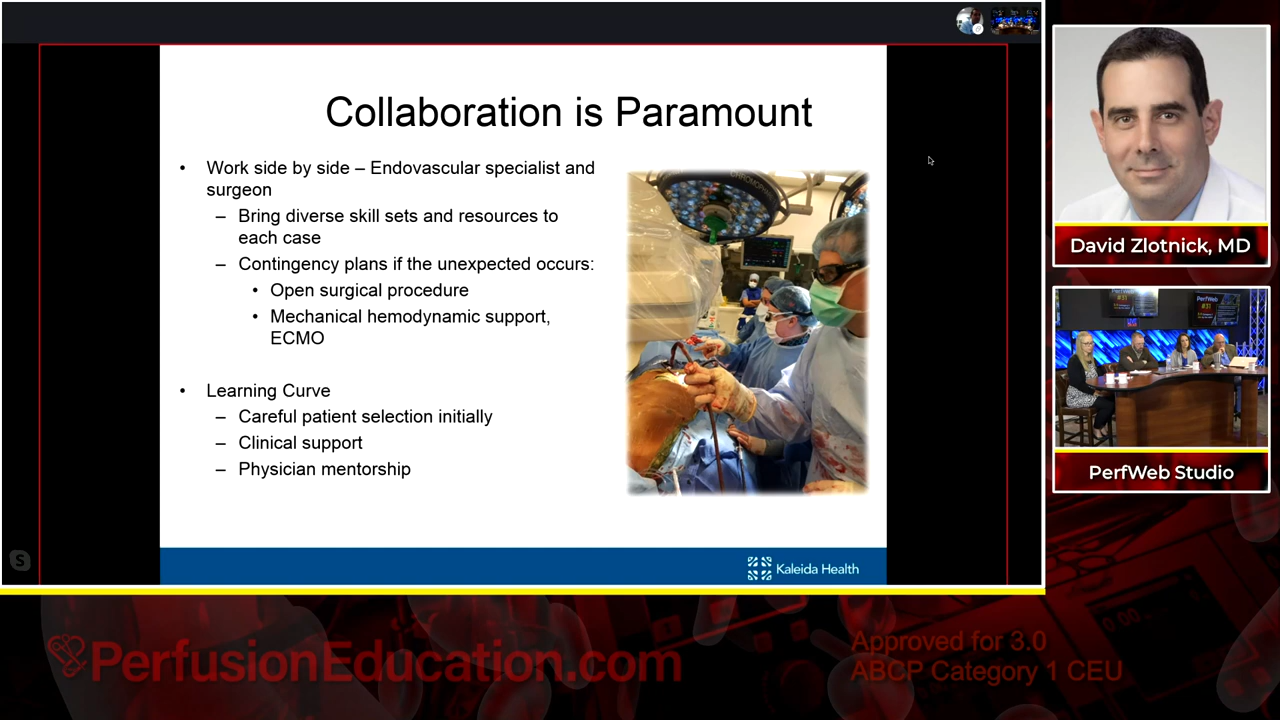 Collaboration is Paramount
• Work side by side – Endovascular specialist and
surgeon
– Bring diverse skill sets and resources to
each case
– Contingency plans if the unexpected occurs:
• Open surgical procedure
• Mechanical hemodynamic support,
ECMO
• Learning Curve
– Careful patient selection initially
– Clinical support
– Physician mentorship
Kaleida Health
David Zlotnick, MD
PerfWeb Studio
PerfusionEducation.com
Approved for 3.0
ABCP Category 1 CEU